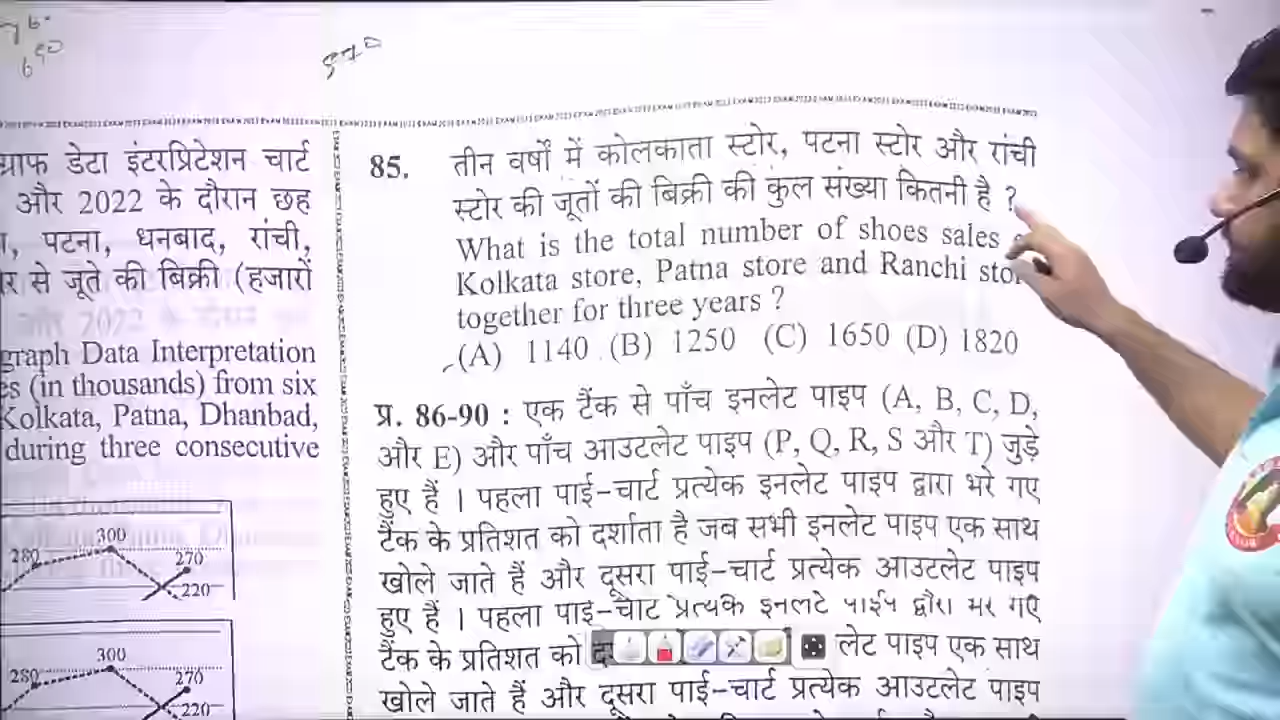 690
570
ग्राफ डेटा इंटरप्रिटेशन चार्ट
और 2022 के दौरान छह
पटना, धनबाद, रांची,
से जूते की बिक्री (हजारों
graph Data Interpretation
(in thousands) from six
Kolkata, Patna, Dhanbad,
during three consecutive
300
280
270
220
300
280
270
220
85. तीन वर्षों में कोलकाता स्टोर, पटना स्टोर और रांची
स्टोर की जूतों की बिक्री की कुल संख्या कितनी है ?
What is the total number of shoes sales
Kolkata store, Patna store and Ranchi
together for three years ?
(A) 1140 (B) 1250 (C) 1650 (D) 1820
प्र. 86-90 : एक टैंक से पाँच इनलेट पाइप (A, B, C, D,
और E) और पाँच आउटलेट पाइप (P, Q, R, S और T) जुड़े
हुए हैं । पहला पाई-चार्ट प्रत्येक इनलेट पाइप द्वारा भरे गए
टैंक के प्रतिशत को दर्शाता है जब सभी इनलेट पाइप एक साथ
खोले जाते हैं और दूसरा पाई-चार्ट प्रत्येक आउटलेट पाइप
हुए हैं । पहला पाई-चार्ट प्रत्येक इनलेट पाईप द्वारा भरे गए
टैंक के प्रतिशत को लेट पाइप एक साथ
खोले जाते हैं और दूसरा पाई-चार्ट प्रत्येक आउटलेट पाइप